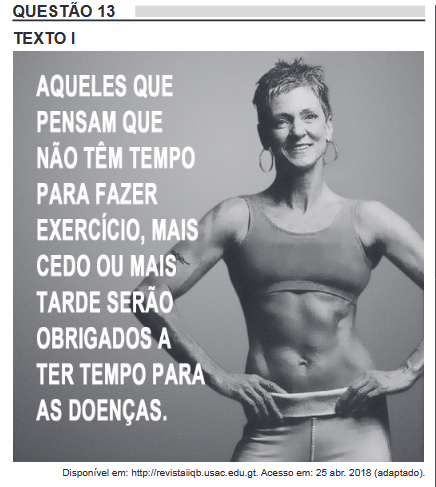 QUESTÃO 13
TEXTO I
AQUELES QUE
PENSAM QUE
NÃO TÊM TEMPO
PARA FAZER
EXERCÍCIO, MAIS
CEDO OU MAIS
TARDE SERÃO
OBRIGADOS A
TER TEMPO PARA
AS DOENÇAS.
Disponível em: http://revistaiiqb.usac.edu.gt. Acesso em: 25 abr. 2018 (adaptado).